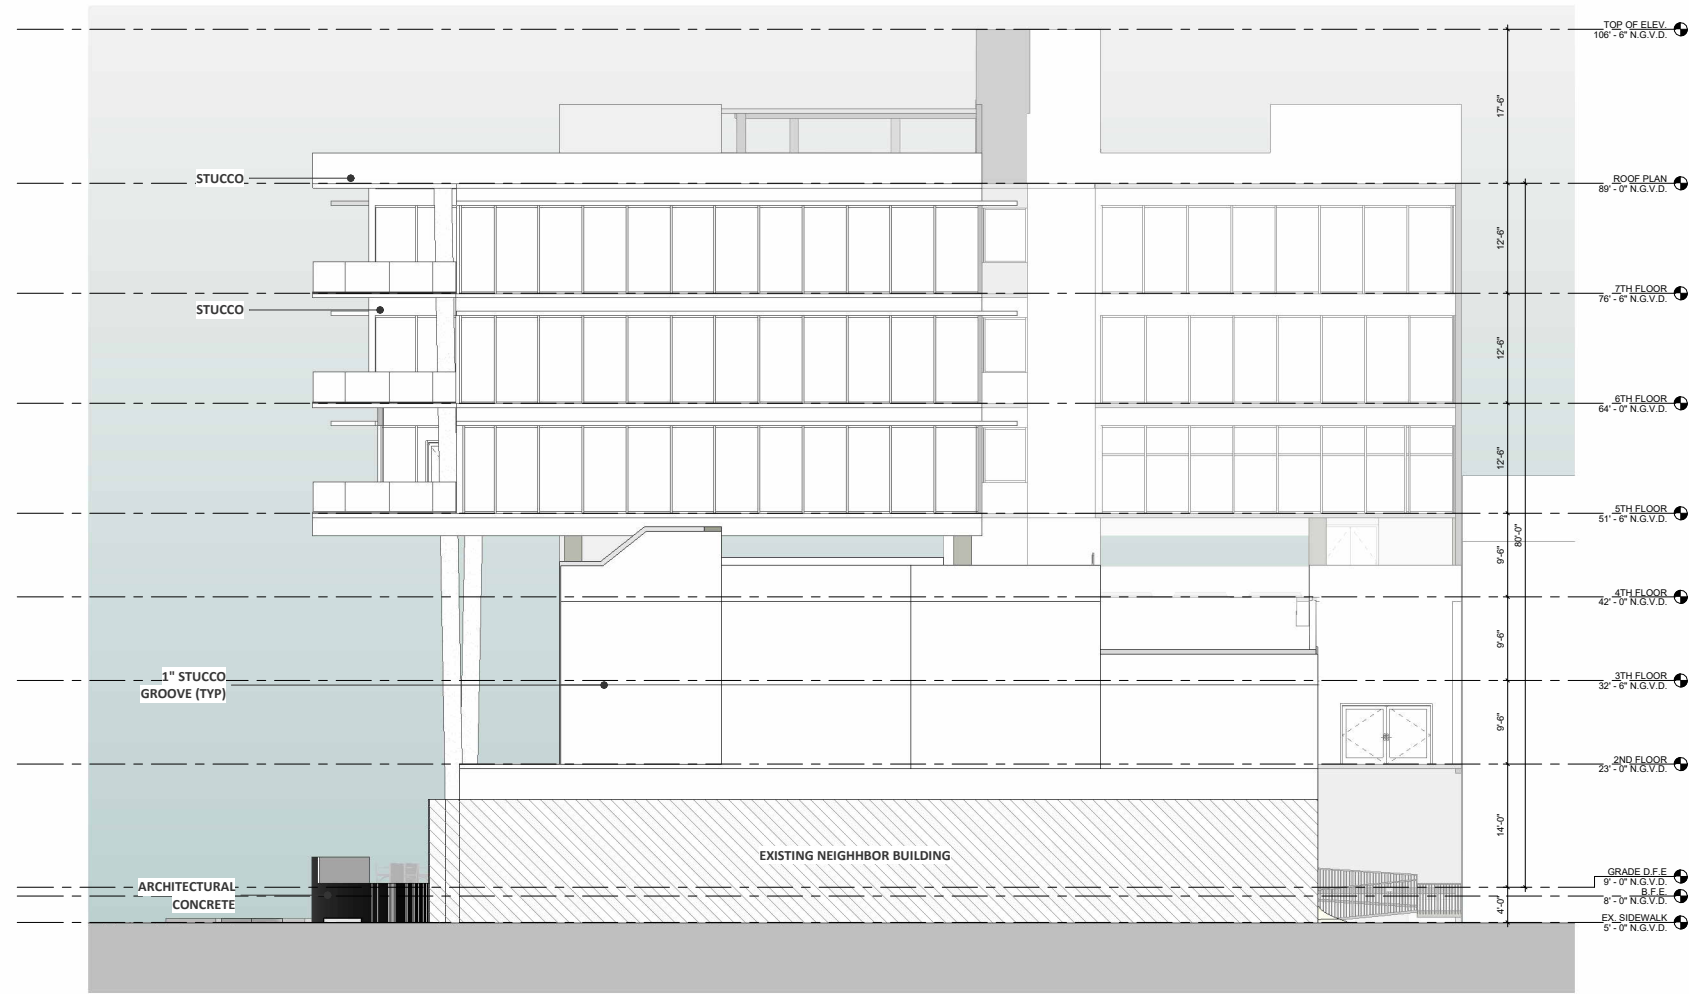 TOP OF ELEV.
106' - 6" N.G.V.D.
17'-6"
STUCCO
ROOF PLAN
89' - 0" N.G.V.D.
12'-6"
7TH FLOOR
76' - 6" N.G.V.D.
STUCCO
12'-6"
6TH FLOOR
64' - 0" N.G.V.D.
12'-6"
5TH FLOOR
51' - 6" N.G.V.D.
80'-0"
9'-6"
4TH FLOOR
42' - 0" N.G.V.D.
9'-6"
1" STUCCO
GROOVE (TYP)
3TH FLOOR
32' - 6" N.G.V.D.
9'-6"
2ND FLOOR
23' - 0" N.G.V.D.
14'-0"
EXISTING NEIGHHBOR BUILDING
GRADE D.F.E
9' - 0" N.G.V.D.
ARCHITECTURAL
CONCRETE
B.F.E.
8' - 0" N.G.V.D.
4'-0"
EX. SIDEWALK
5' - 0" N.G.V.D.